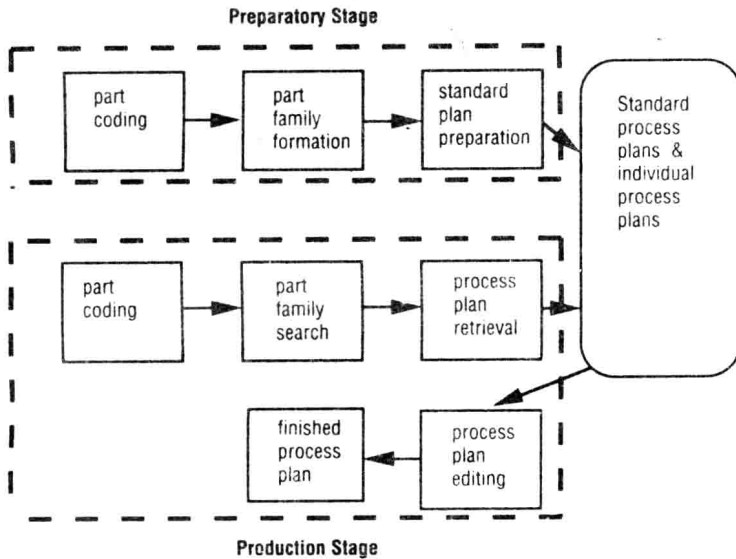 Preparatory Stage
part
coding
part
family
formation
standard
plan
preparation
Standard
process
plans &
individual
process
plans
part
coding
part
family
search
process
plan
retrieval
finished
process
plan
process
plan
editing
Production Stage